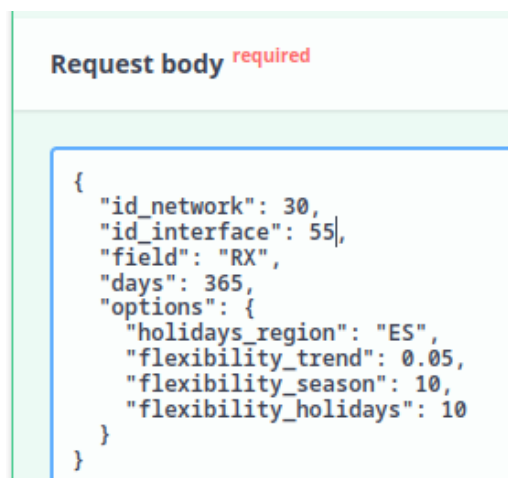 Request body required
{
  "id_network": 30,
  "id_interface": 55,
  "field": "RX",
  "days": 365,
  "options": {
    "holidays_region": "ES",
    "flexibility_trend": 0.05,
    "flexibility_season": 10,
    "flexibility_holidays": 10
  }
}